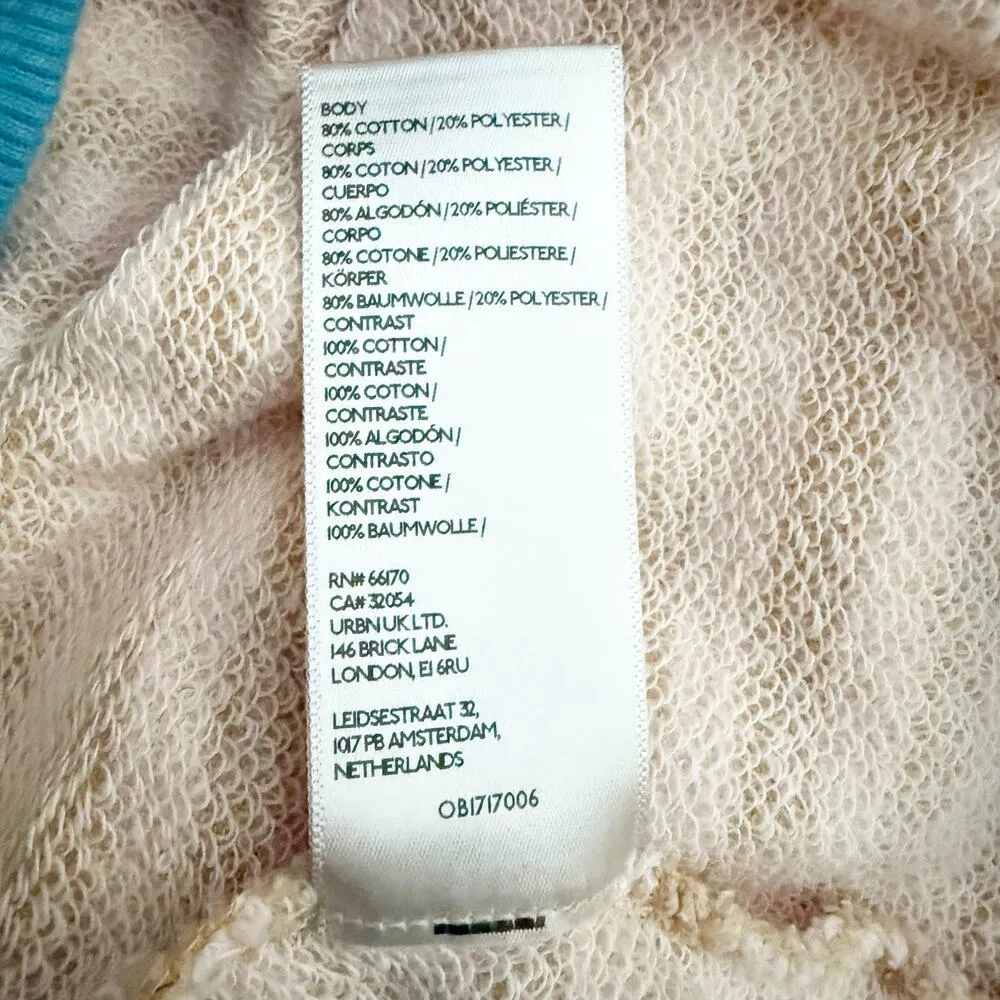 BODY
80% COTTON/20% POLYESTER/
CORPS
80% COTON/20% POLYESTER/
CUERPO
80% ALGODÓN/20% POLIÉSTER/
CORPO
80% COTONE/20% POLIESTERE/
KÖRPER
80% BAUMWOLLE/20% POLYESTER/
CONTRAST
100% COTTON/
CONTRASTE
100% COTON/
CONTRASTE
100% ALGODÓN/
CONTRASTO
100% COTONE/
KONTRAST
100% BAUMWOLLE/
RN# 66170
CA# 32054
URBN UK LTD.
146 BRICK LANE
LONDON, E1 6RU
LEIDSESTRAAT 32,
1017 PB AMSTERDAM,
NETHERLANDS
OB1717006